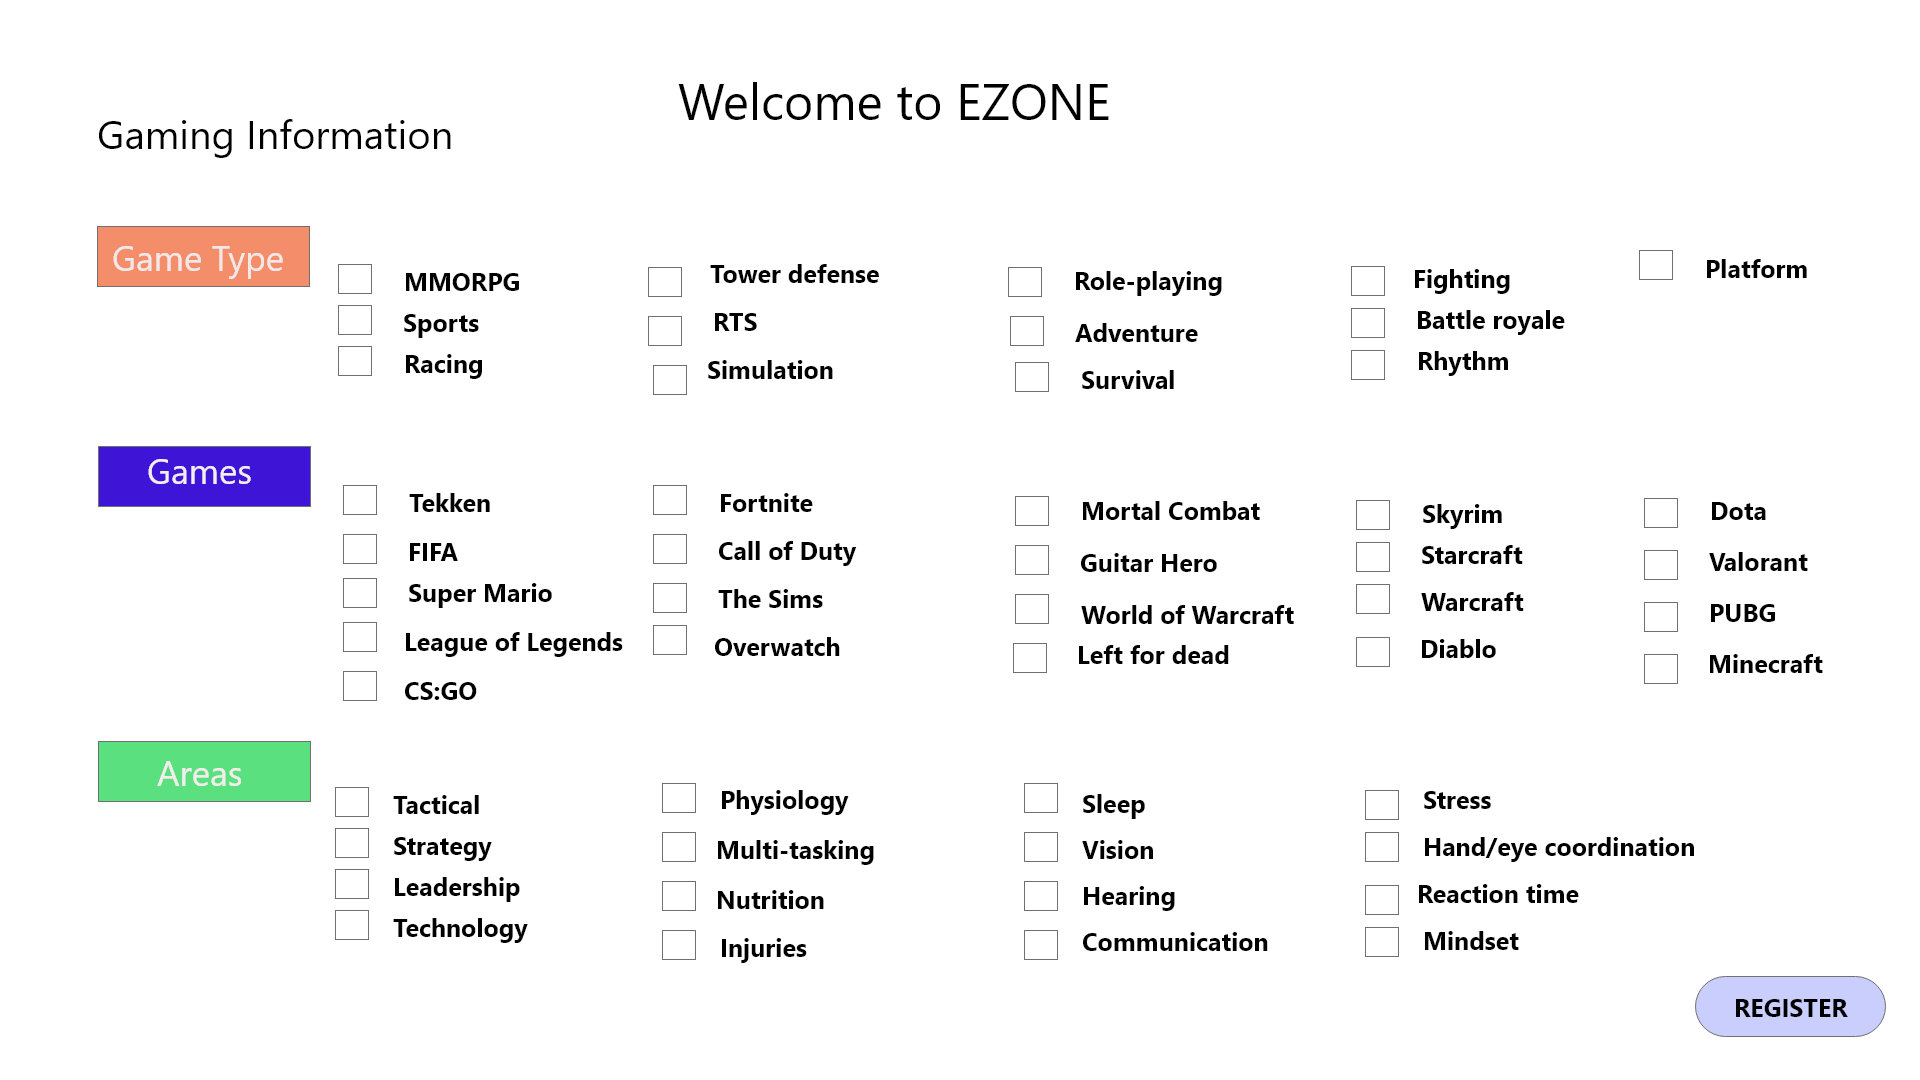 Welcome to EZONE
Gaming Information
Game Type
MMORPG
Sports
Racing
Tower defense
RTS
Simulation
Role-playing
Adventure
Survival
Fighting
Battle royale
Rhythm
Platform
Games
Tekken
FIFA
Super Mario
League of Legends
CS:GO
Fortnite
Call of Duty
The Sims
Overwatch
Mortal Combat
Guitar Hero
World of Warcraft
Left for dead
Skyrim
Starcraft
Warcraft
Diablo
Dota
Valorant
PUBG
Minecraft
Areas
Tactical
Strategy
Leadership
Technology
Physiology
Multi-tasking
Nutrition
Injuries
Sleep
Vision
Hearing
Communication
Stress
Hand/eye coordination
Reaction time
Mindset
REGISTER